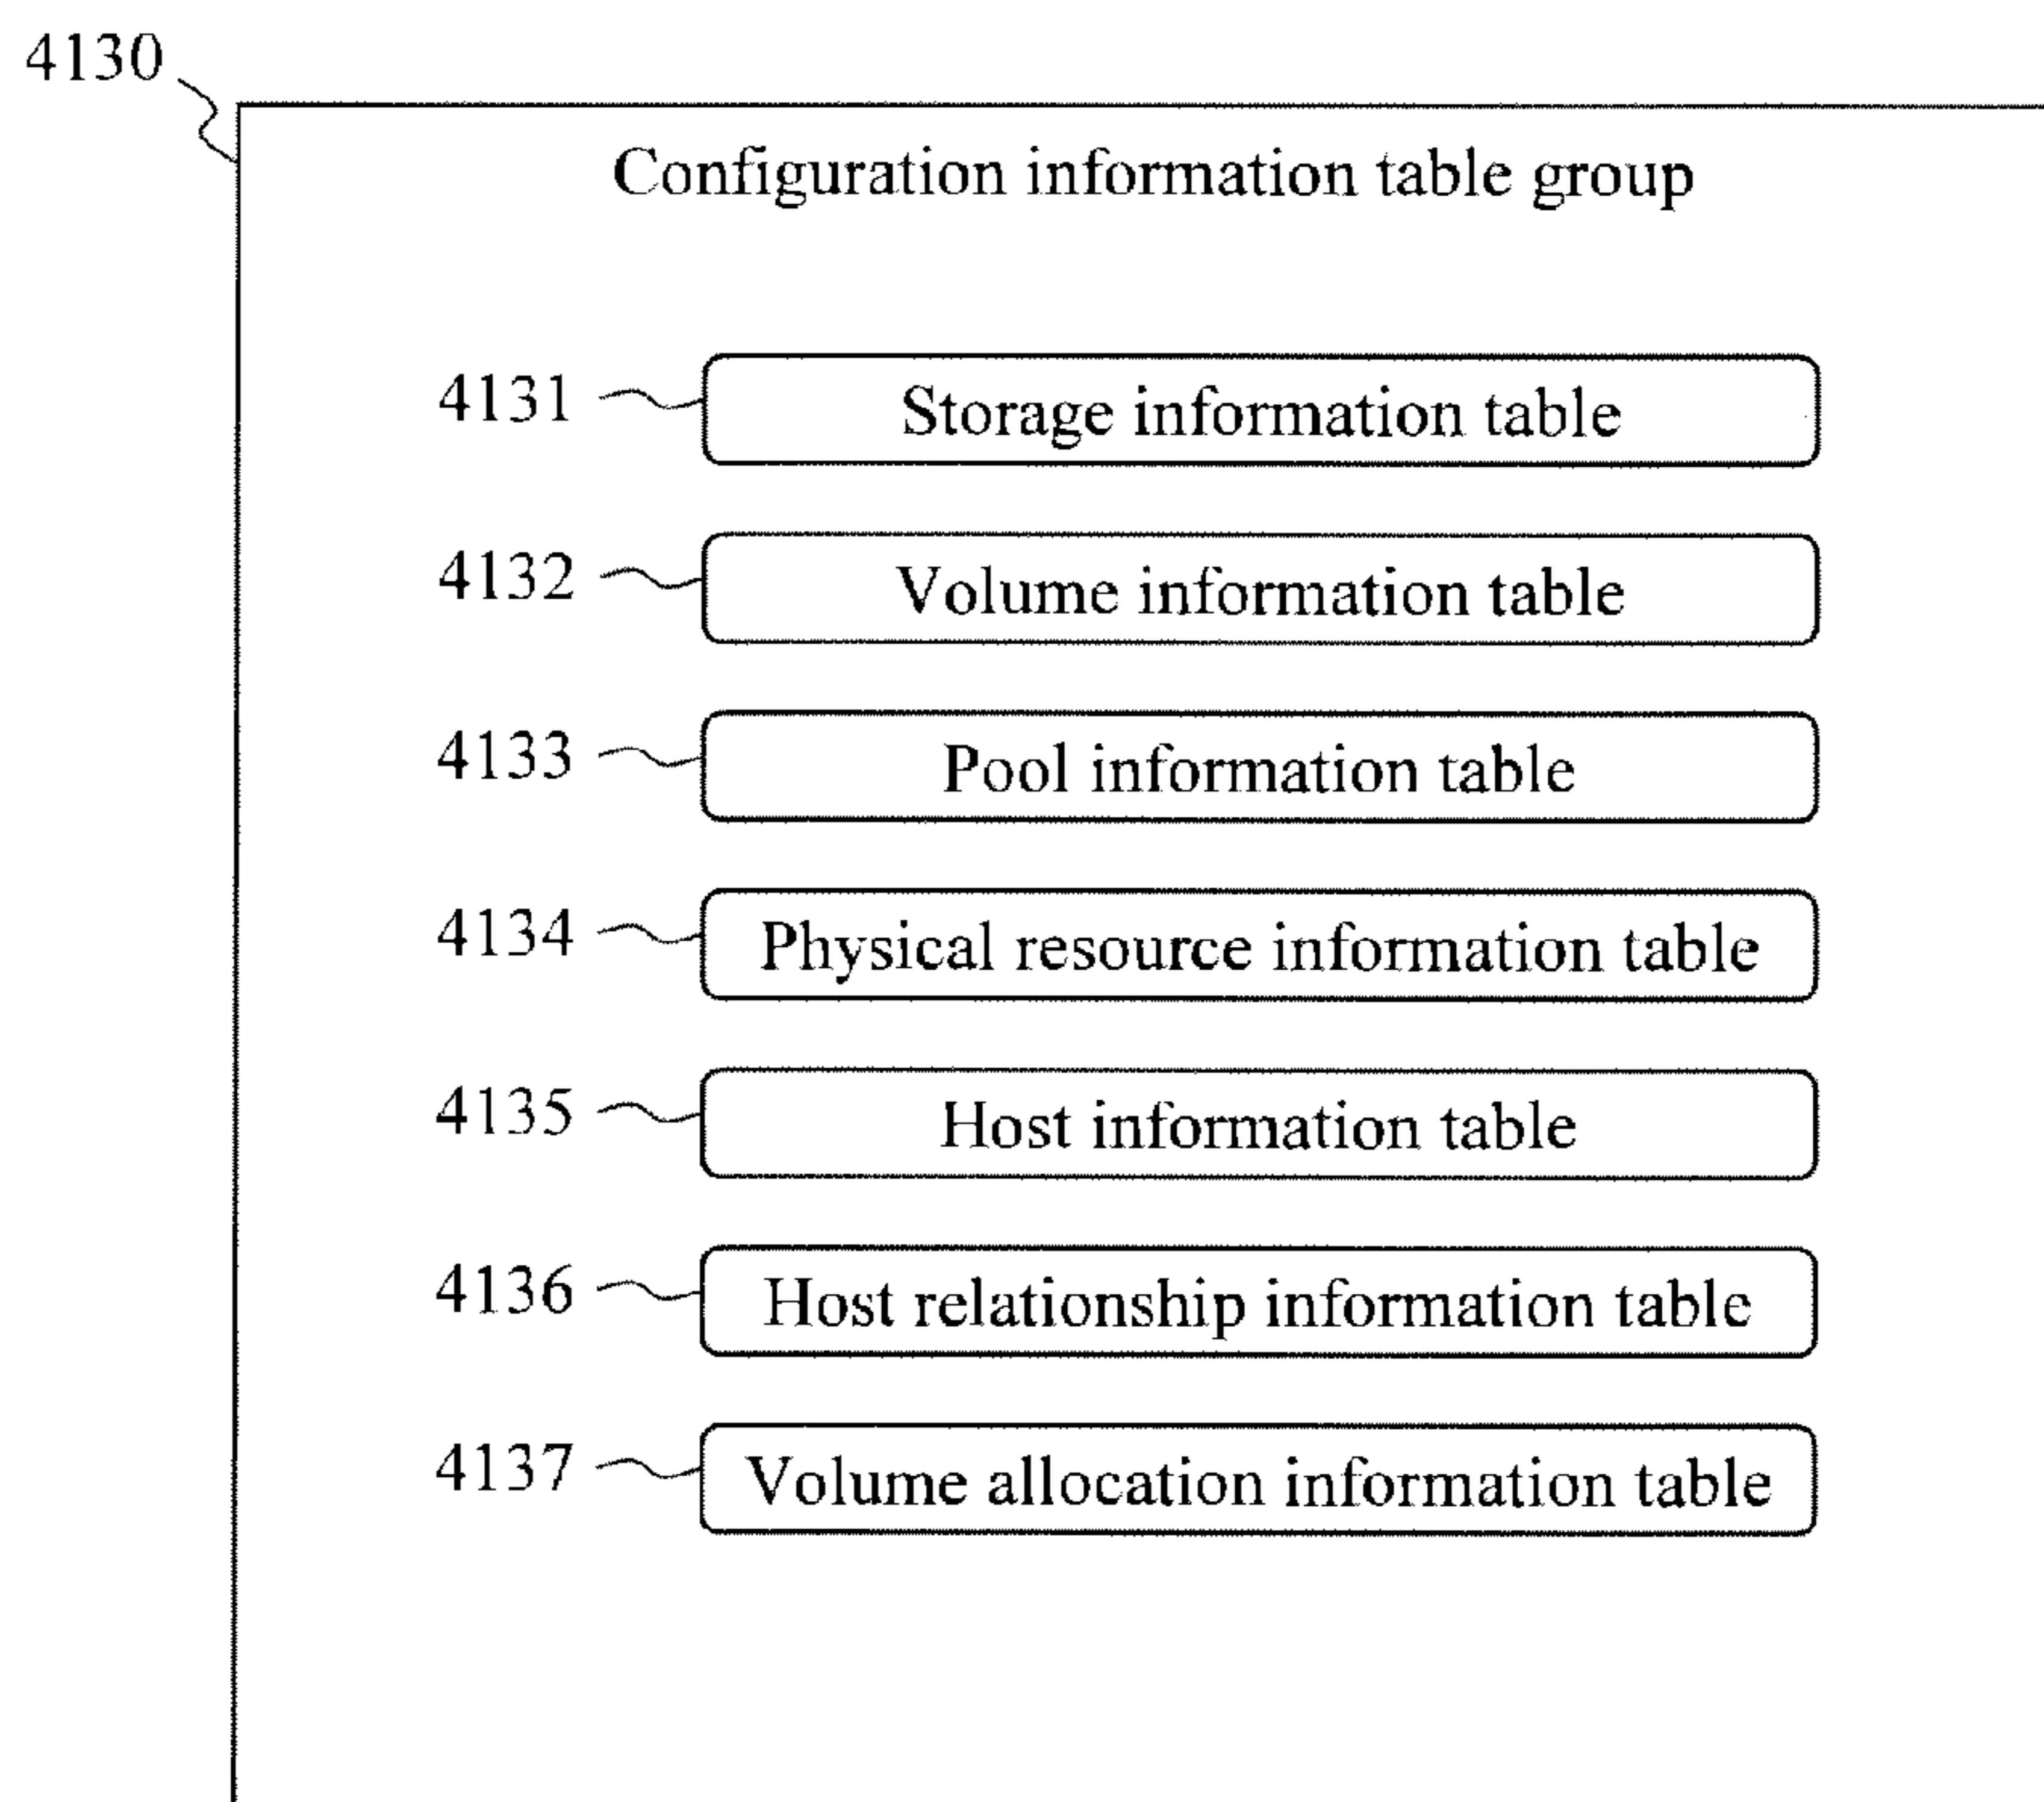 4130
Configuration information table group
4131 Storage information table
4132 Volume information table
4133 Pool information table
4134 Physical resource information table
4135 Host information table
4136 Host relationship information table
4137 Volume allocation information table